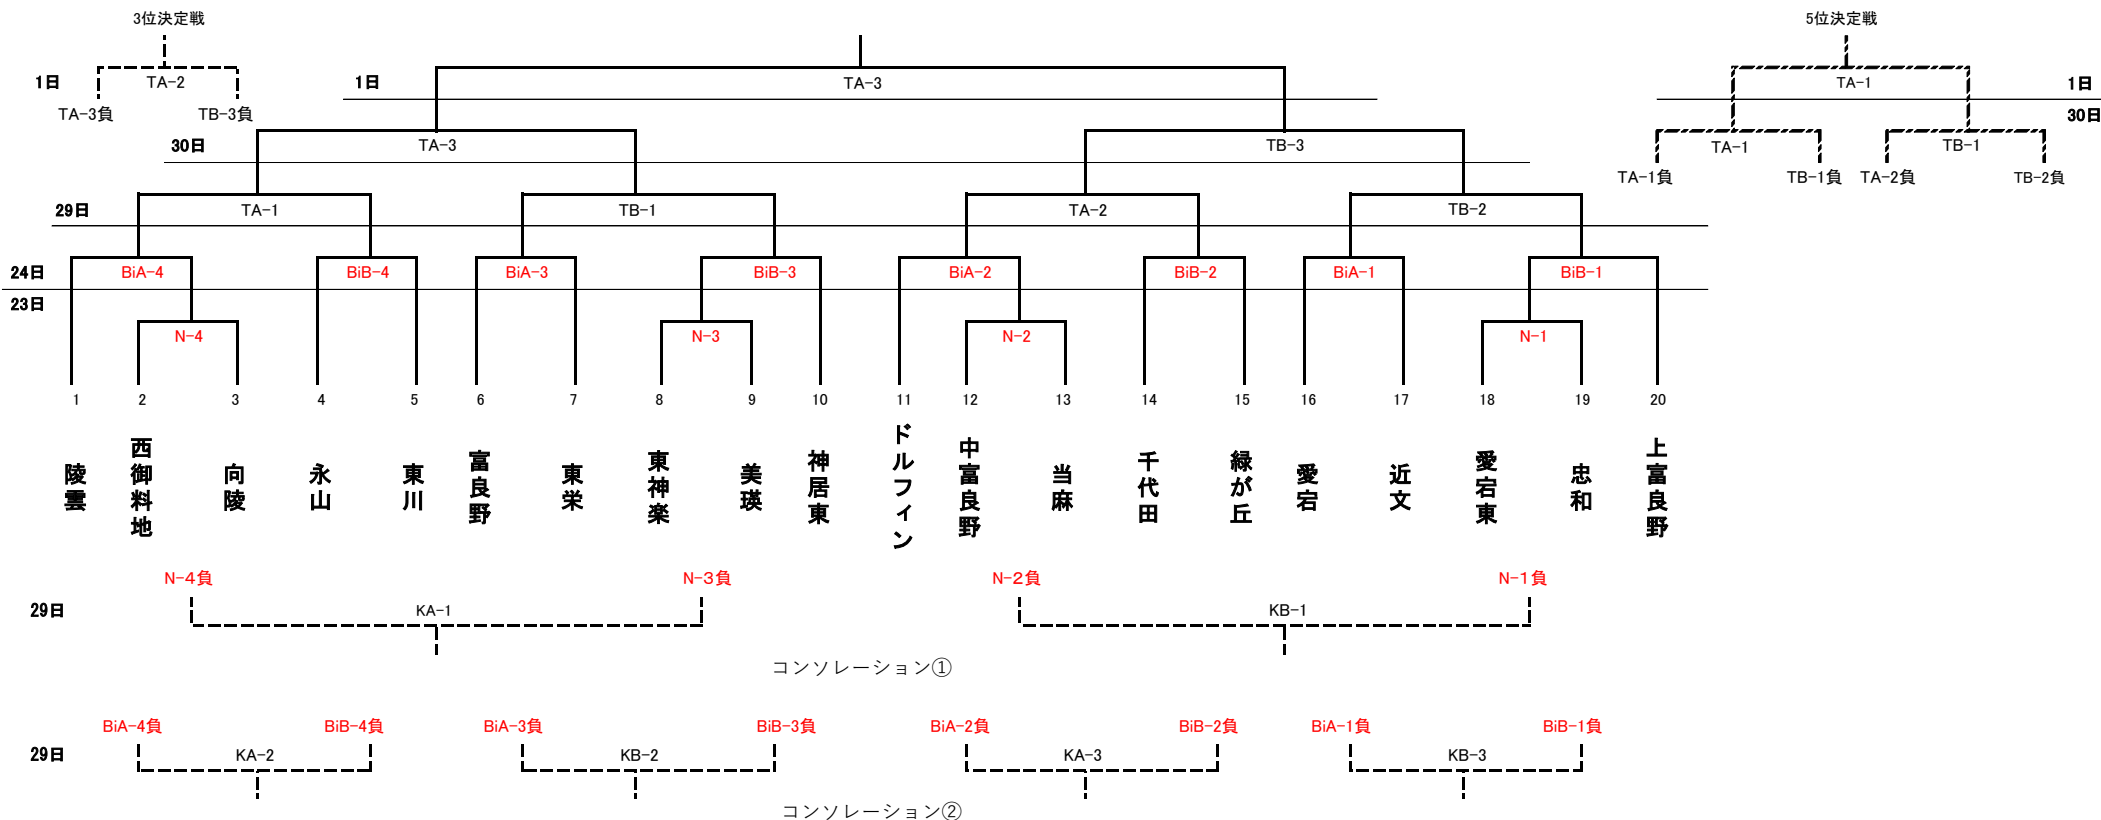 3位決定戦
5位決定戦
1日
TA-2
1日
TA-3
TA-1
1日
TA-3負
TB-3負
30日
30日
TA-3
TB-3
TA-1
TB-1
TA-1負
TB-1負
TA-2負
TB-2負
29日
TA-1
TB-1
TA-2
TB-2
24日
BiA-4
BiB-4
BiA-3
BiB-3
BiA-2
BiB-2
BiA-1
BiB-1
23日
N-4
N-3
N-2
N-1
1 2 3 4 5 6 7 8 9 10 11 12 13 14 15 16 17 18 19 20
陵雲
西御料地
向陵
永山
東川
富良野
東栄
東神楽
美瑛
神居東
ドルフィン
中富良野
当麻
千代田
緑が丘
愛宕
近文
愛宕東
忠和
上富良野
N-4負
N-3負
N-2負
N-1負
29日
KA-1
KB-1
コンソレーション①
BiA-4負
BiB-4負
BiA-3負
BiB-3負
BiA-2負
BiB-2負
BiA-1負
BiB-1負
29日
KA-2
KB-2
KA-3
KB-3
コンソレーション②